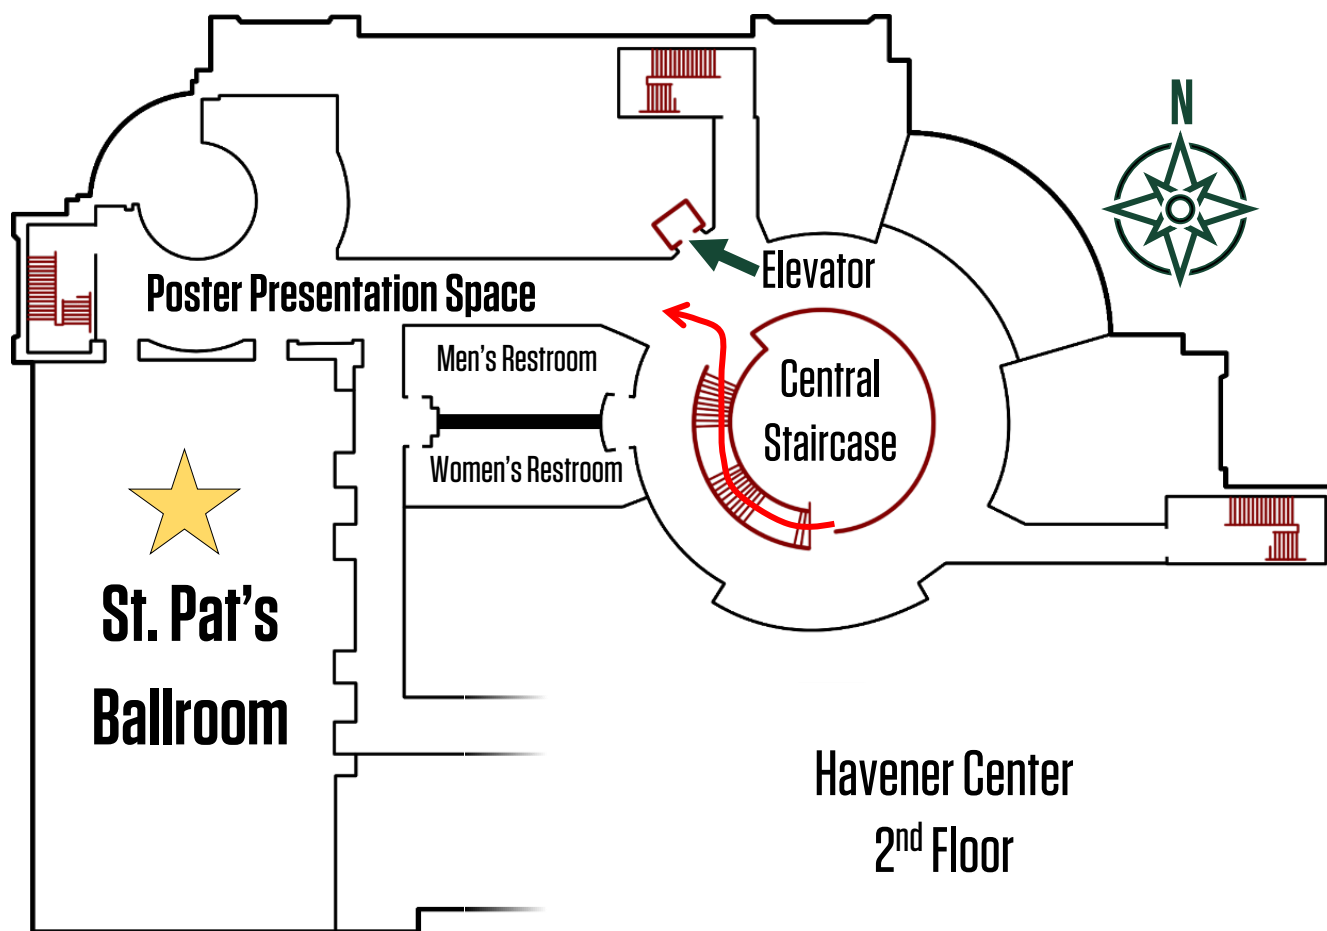 N
Elevator
Poster Presentation Space
Men's Restroom
Central
Staircase
Women's Restroom
St. Pat's
Ballroom
Havener Center
2nd Floor